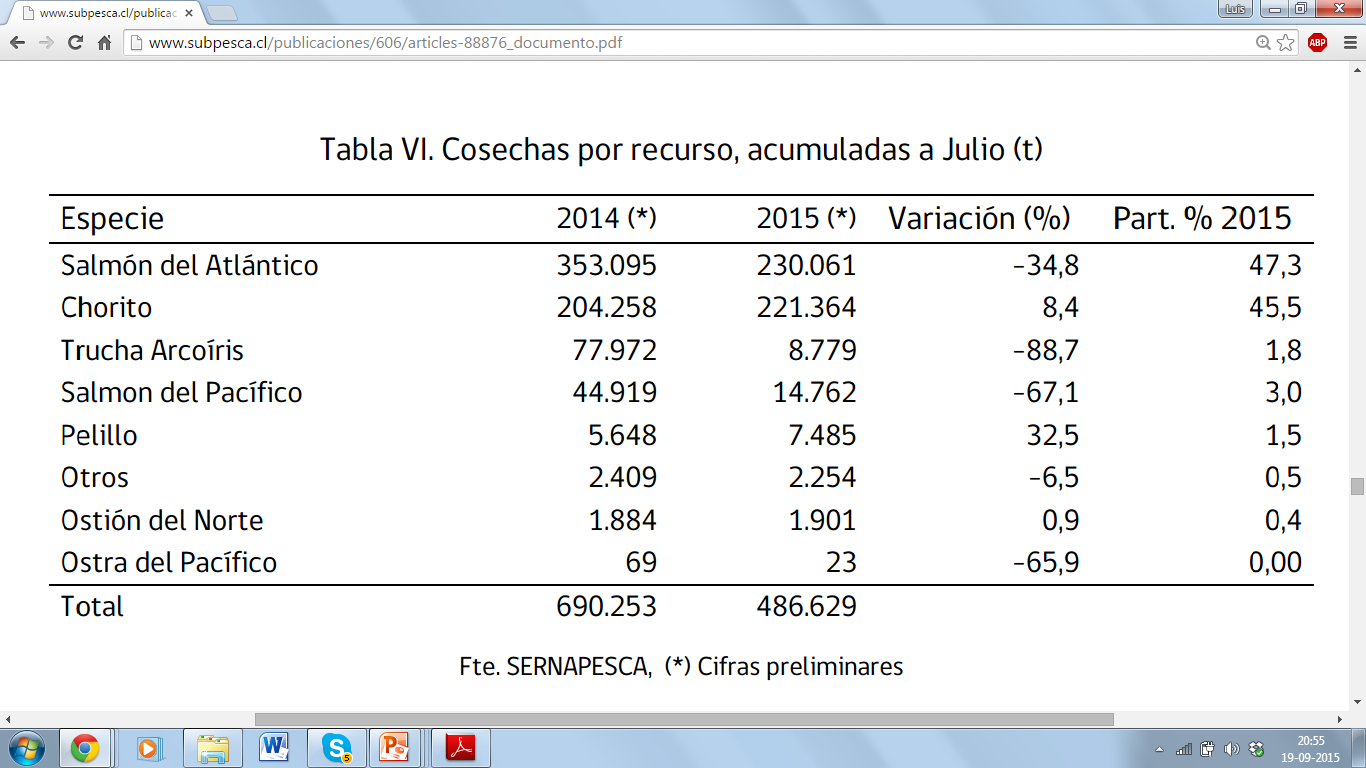 www.subpesca.cl/publicac
Luis
www.subpesca.cl/publicaciones/606/articles-88876_documento.pdf
ABP
Tabla VI. Cosechas por recurso, acumuladas a Julio (t)
Especie 2014 (*) 2015 (*) Variación (%) Part. % 2015
Salmón del Atlántico 353.095 230.061 -34,8 47,3
Chorito 204.258 221.364 8,4 45,5
Trucha Arcoíris 77.972 8.779 -88,7 1,8
Salmon del Pacífico 44.919 14.762 -67,1 3,0
Pelillo 5.648 7.485 32,5 1,5
Otros 2.409 2.254 -6,5 0,5
Ostión del Norte 1.884 1.901 0,9 0,4
Ostra del Pacífico 69 23 -65,9 0,00
Total 690.253 486.629
Fte. SERNAPESCA, (*) Cifras preliminares
5
20:55
19-09-2015